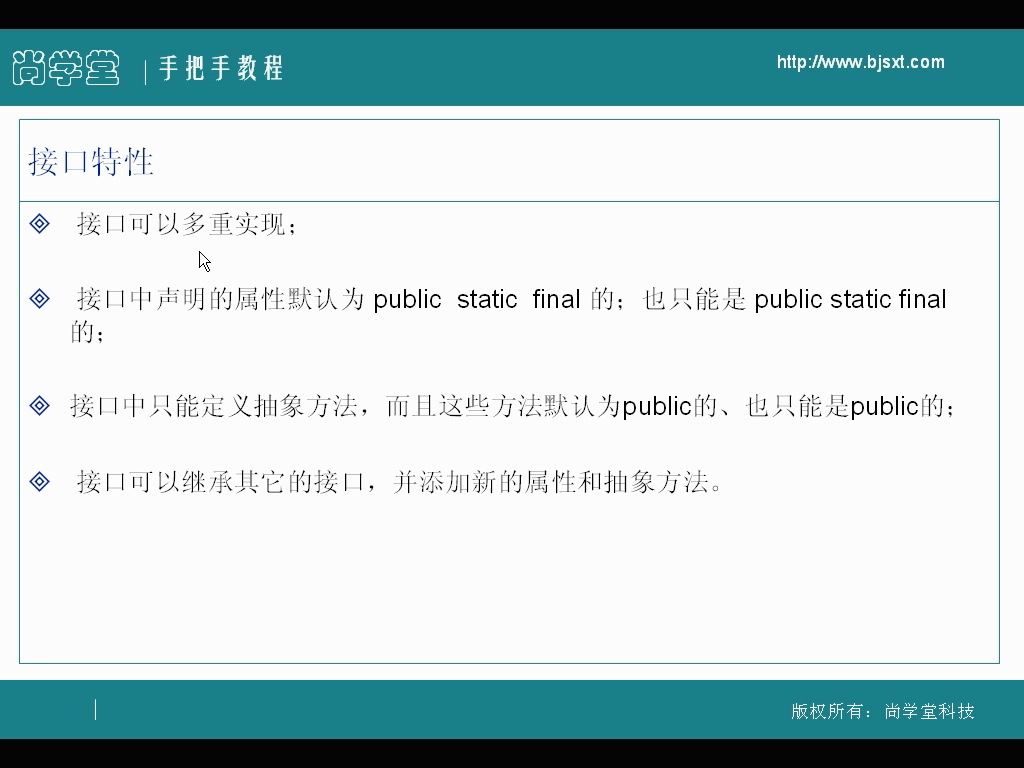 尚学堂 | 手把手教程
http://www.bjsxt.com
接口特性
接口可以多重实现；
接口中声明的属性默认为 public static final 的；也只能是 public static final
的；
接口中只能定义抽象方法，而且这些方法默认为public的、也只能是public的；
接口可以继承其它的接口，并添加新的属性和抽象方法。
版权所有：尚学堂科技